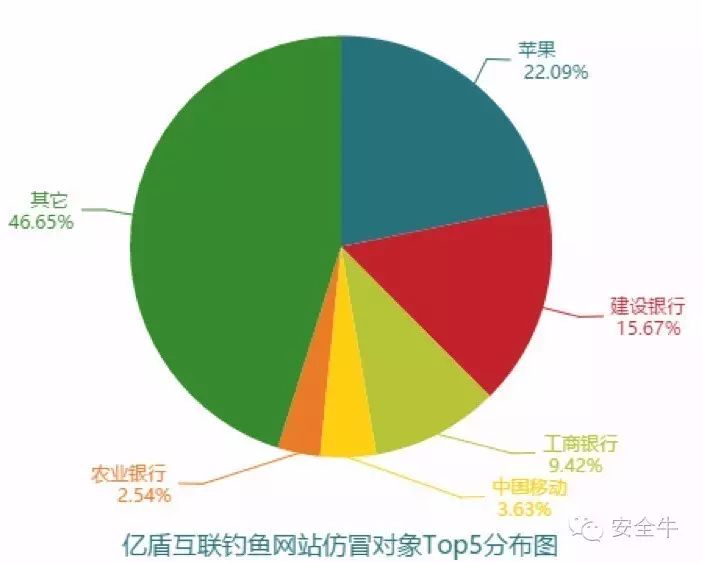 苹果
22.09%
其它
46.65%
建设银行
15.67%
工商银行
9.42%
农业银行
2.54%
中国移动
3.63%
安全牛
亿盾互联钓鱼网站仿冒对象Top5分布图